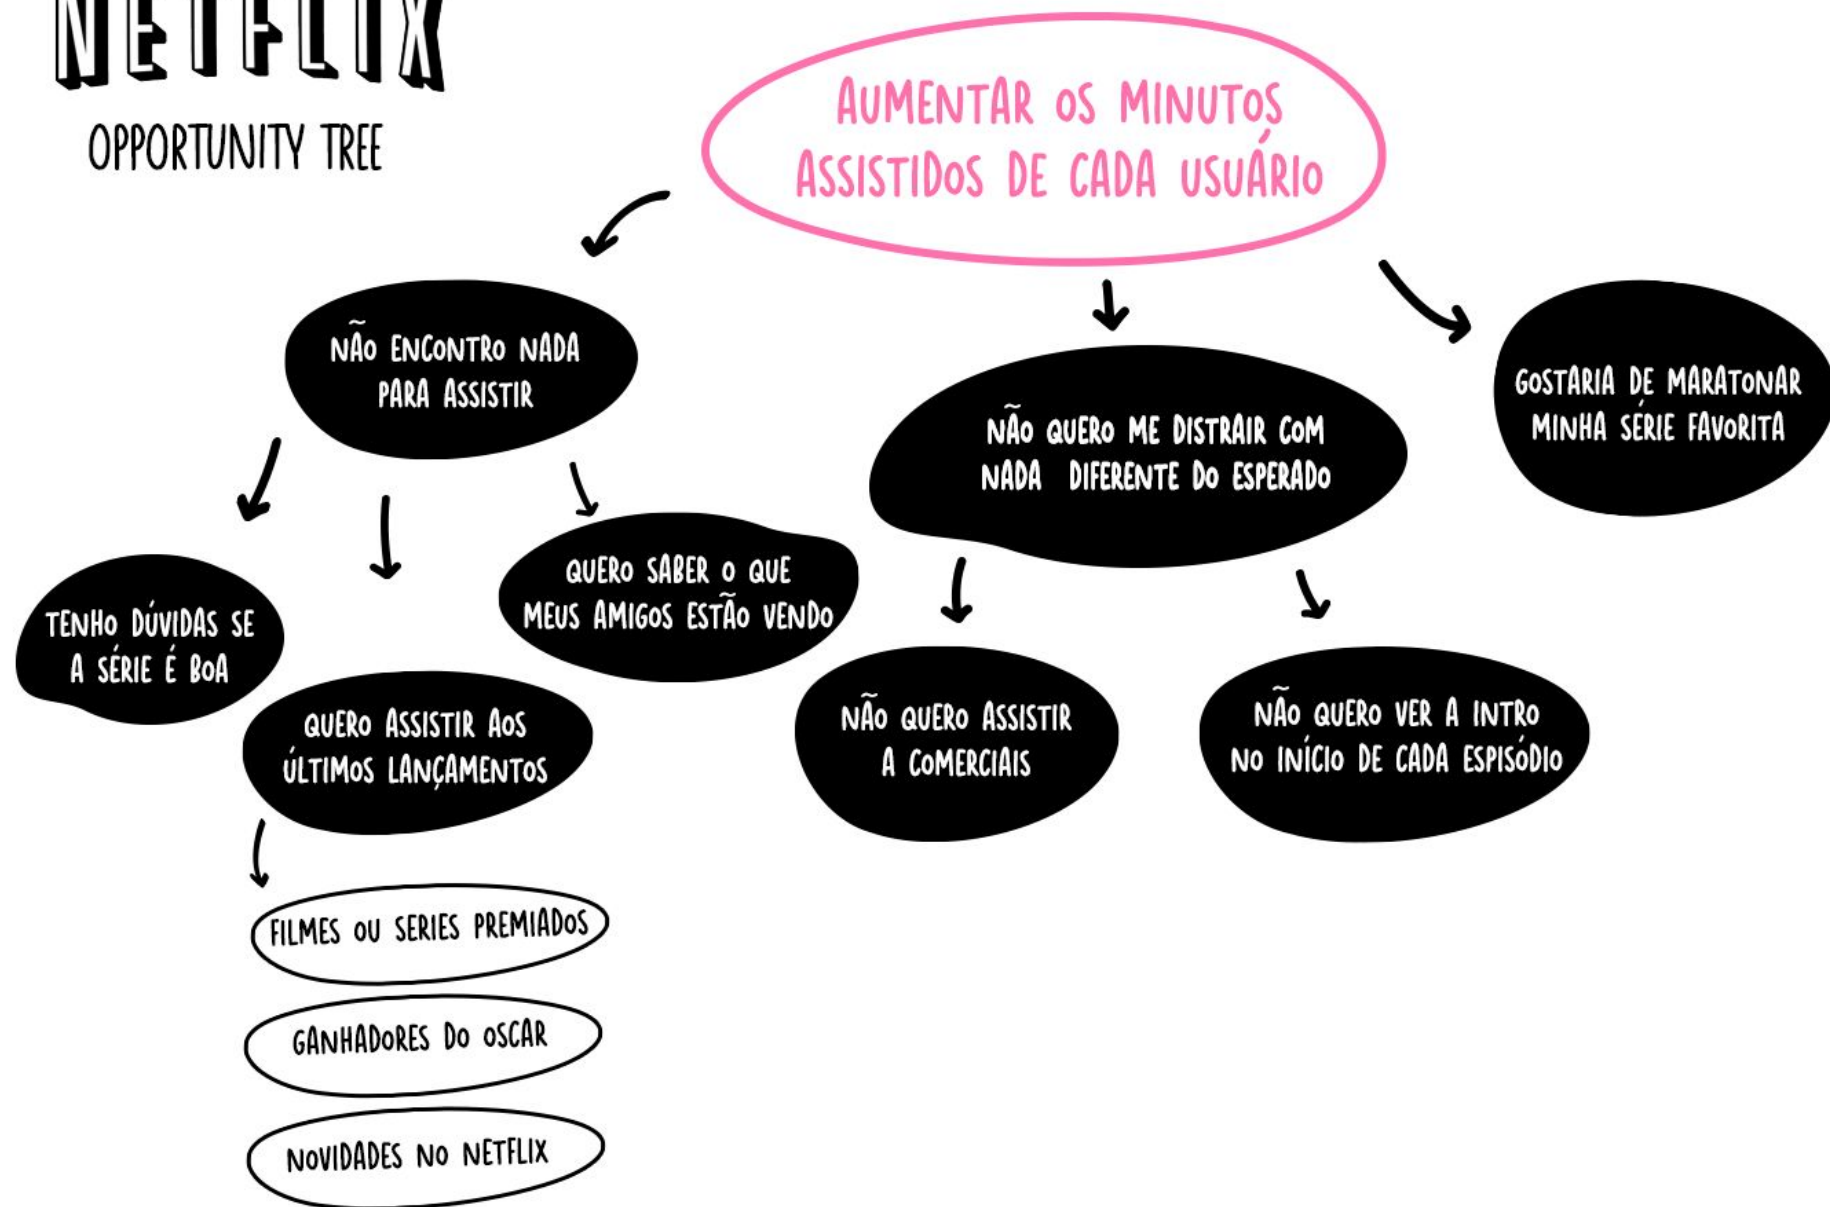 NETFLIX
OPPORTUNITY TREE
AUMENTAR OS MINUTOS
ASSISTIDOS DE CADA USUÁRIO
NÃO ENCONTRO NADA
PARA ASSISTIR
NÃO QUERO ME DISTRAIR COM
NADA DIFERENTE DO ESPERADO
GOSTARIA DE MARATONAR
MINHA SÉRIE FAVORITA
TENHO DÚVIDAS SE
A SÉRIE É BOA
QUERO ASSISTIR AOS
ÚLTIMOS LANÇAMENTOS
QUERO SABER O QUE
MEUS AMIGOS ESTÃO VENDO
NÃO QUERO ASSISTIR
A COMERCIAIS
NÃO QUERO VER A INTRO
NO INÍCIO DE CADA ESPISÓDIO
FILMES OU SERIES PREMIADOS
GANHADORES DO OSCAR
NOVIDADES NO NETFLIX